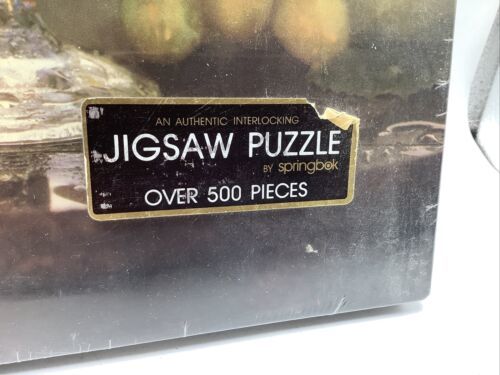 AN AUTHENTIC INTERLOCKING
JIGSAW PUZZLE
BY springbok
OVER 500 PIECES